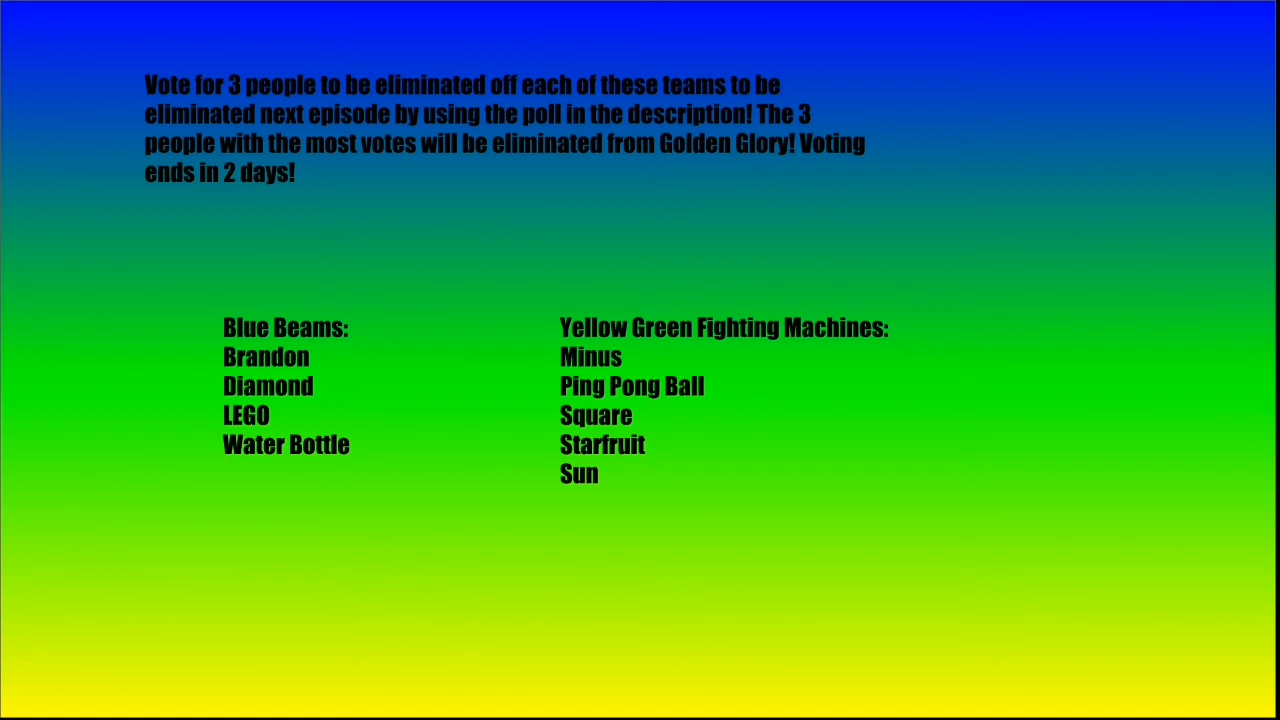 Vote for 3 people to be eliminated off each of these teams to be
eliminated next episode by using the poll in the description! The 3
people with the most votes will be eliminated from Golden Glory! Voting
ends in 2 days!
Blue Beams:
Brandon
Diamond
LEGO
Water Bottle
Yellow Green Fighting Machines:
Minus
Ping Pong Ball
Square
Starfruit
Sun